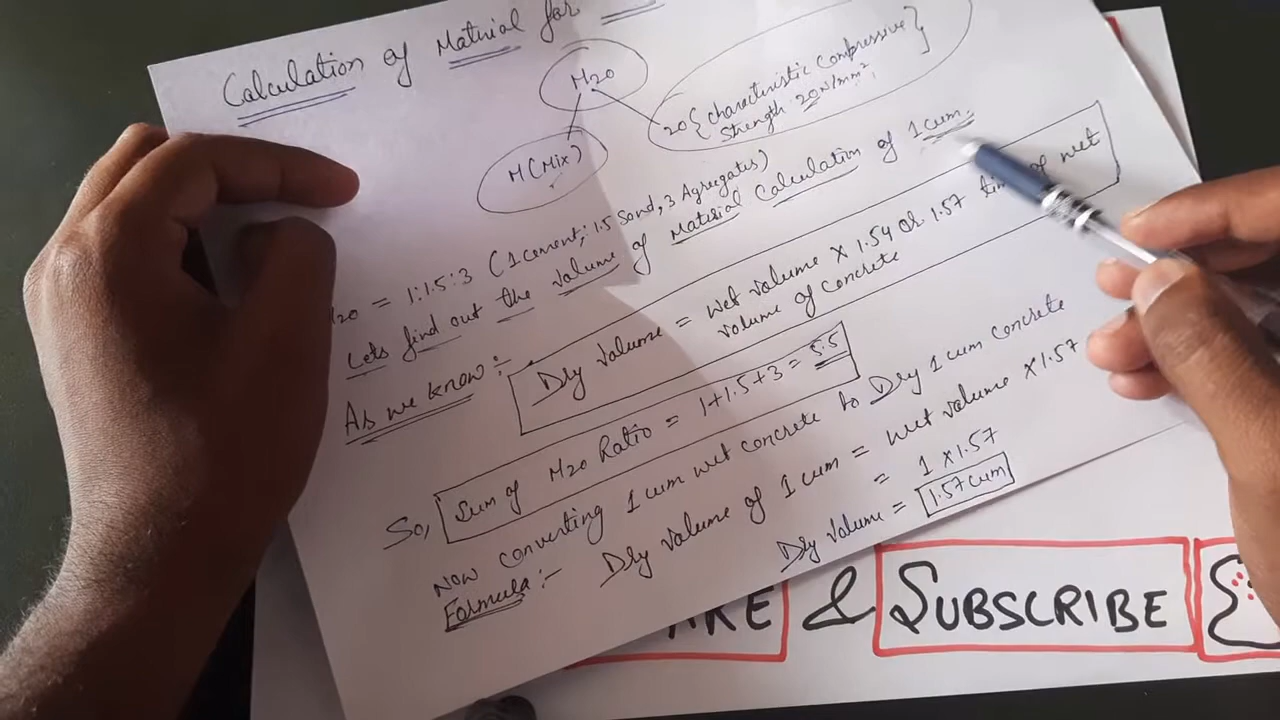 Calculation of Matirial for
M20
M(Mix)
20 {characteristic Compressive}
Strength 20N/mm².
M20 = 1:1.5:3 (1 cement, 1.5 Sand, 3 Agregates)
Lets find out the volume of Matirial Calculation of 1 cum.
As we know :-
Dry volume = wet volume x 1.54 or 1.57 of wet
volume of concrete
So, Sum of M20 Ratio = 1+1.5+3 = 5.5
Now converting 1 cum wet concrete to Dry 1 cum concrete
Formula :- Dry volume of 1 cum = wet volume x 1.57
= 1 x 1.57
Dry volume = 1.57 cum
& SUBSCRIBE